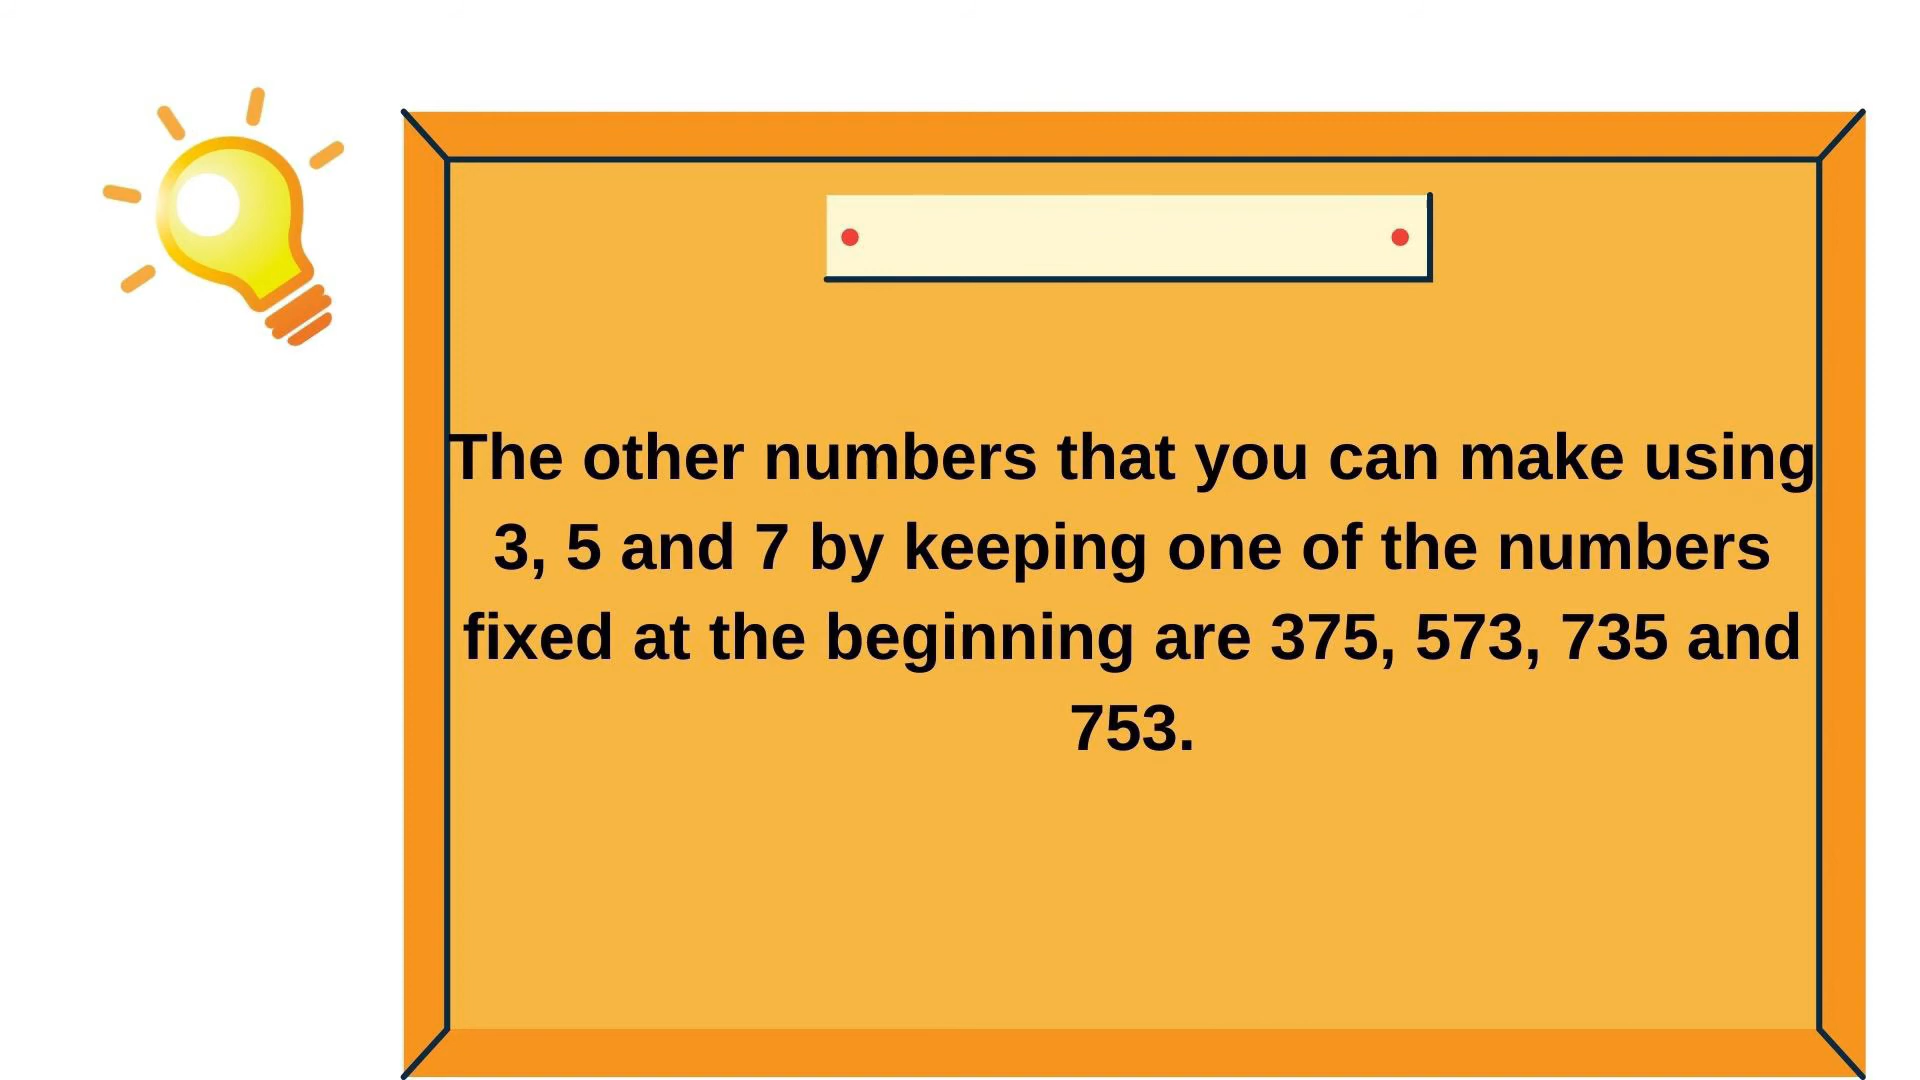 The other numbers that you can make using
3, 5 and 7 by keeping one of the numbers
fixed at the beginning are 375, 573, 735 and
753.